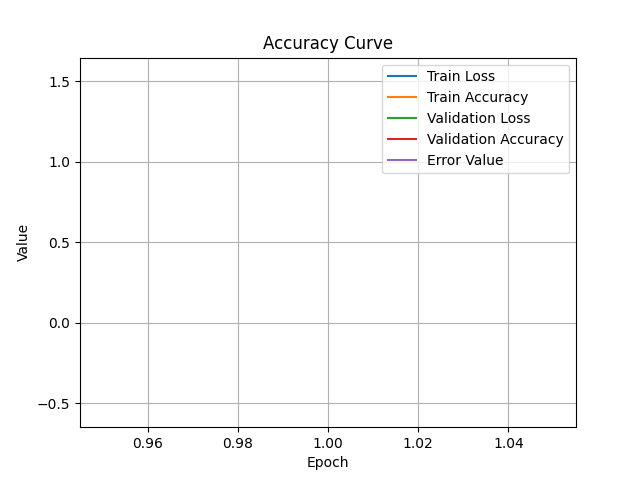 Accuracy Curve
Train Loss
Train Accuracy
Validation Loss
Validation Accuracy
Error Value
1.5
1.0
0.5
0.0
−0.5
Value
0.96 0.98 1.00 1.02 1.04
Epoch